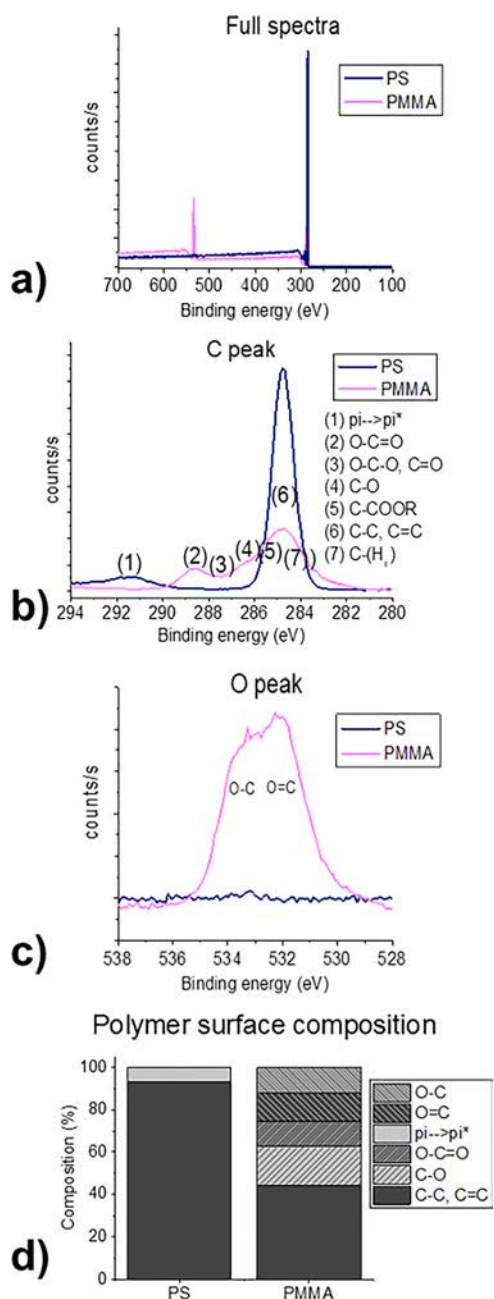 Full spectra
PS
PMMA
counts/s
700 600 500 400 300 200 100
Binding energy (eV)
a)
C peak
PS
PMMA
(1) pi-->pi*
(2) O-C=O
(3) O-C-O, C=O
(4) C-O
(5) C-COOR
(6) C-C, C=C
(7) C-(Hx)
counts/s
(1) (2) (3) (4) (5) (6) (7)
294 292 290 288 286 284 282 280
Binding energy (eV)
b)
O peak
PS
PMMA
counts/s
O-C O=C
538 536 534 532 530 528
Binding energy (eV)
c)
Polymer surface composition
100
80
60
40
20
0
Composition (%)
O-C
O=C
pi-->pi*
O-C=O
C-O
C-C, C=C
PS PMMA
d)